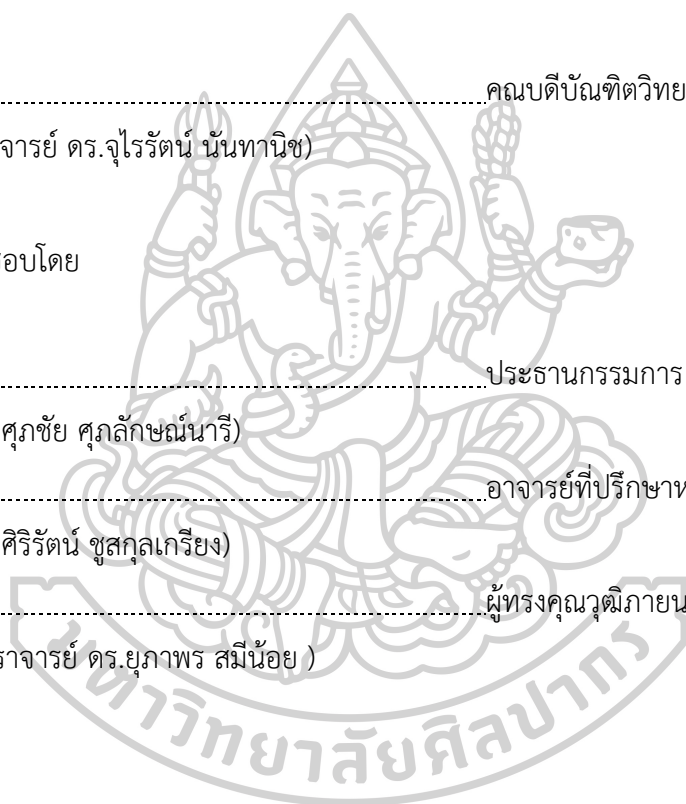 คณบดีบัณฑิตวิทย
จารย์ ดร.จุไรรัตน์ นันทานิช)
อบโดย
ประธานกรรมการ
ศุภชัย ศุภลักษณ์นารี)
อาจารย์ที่ปรึกษาห
ศิริรัตน์ ชูสกุลเกรียง)
ผู้ทรงคุณวุฒิภายน
ราจารย์ ดร.ยุภาพร สมีน้อย )
มหาวิทยาลัยศิลปากร